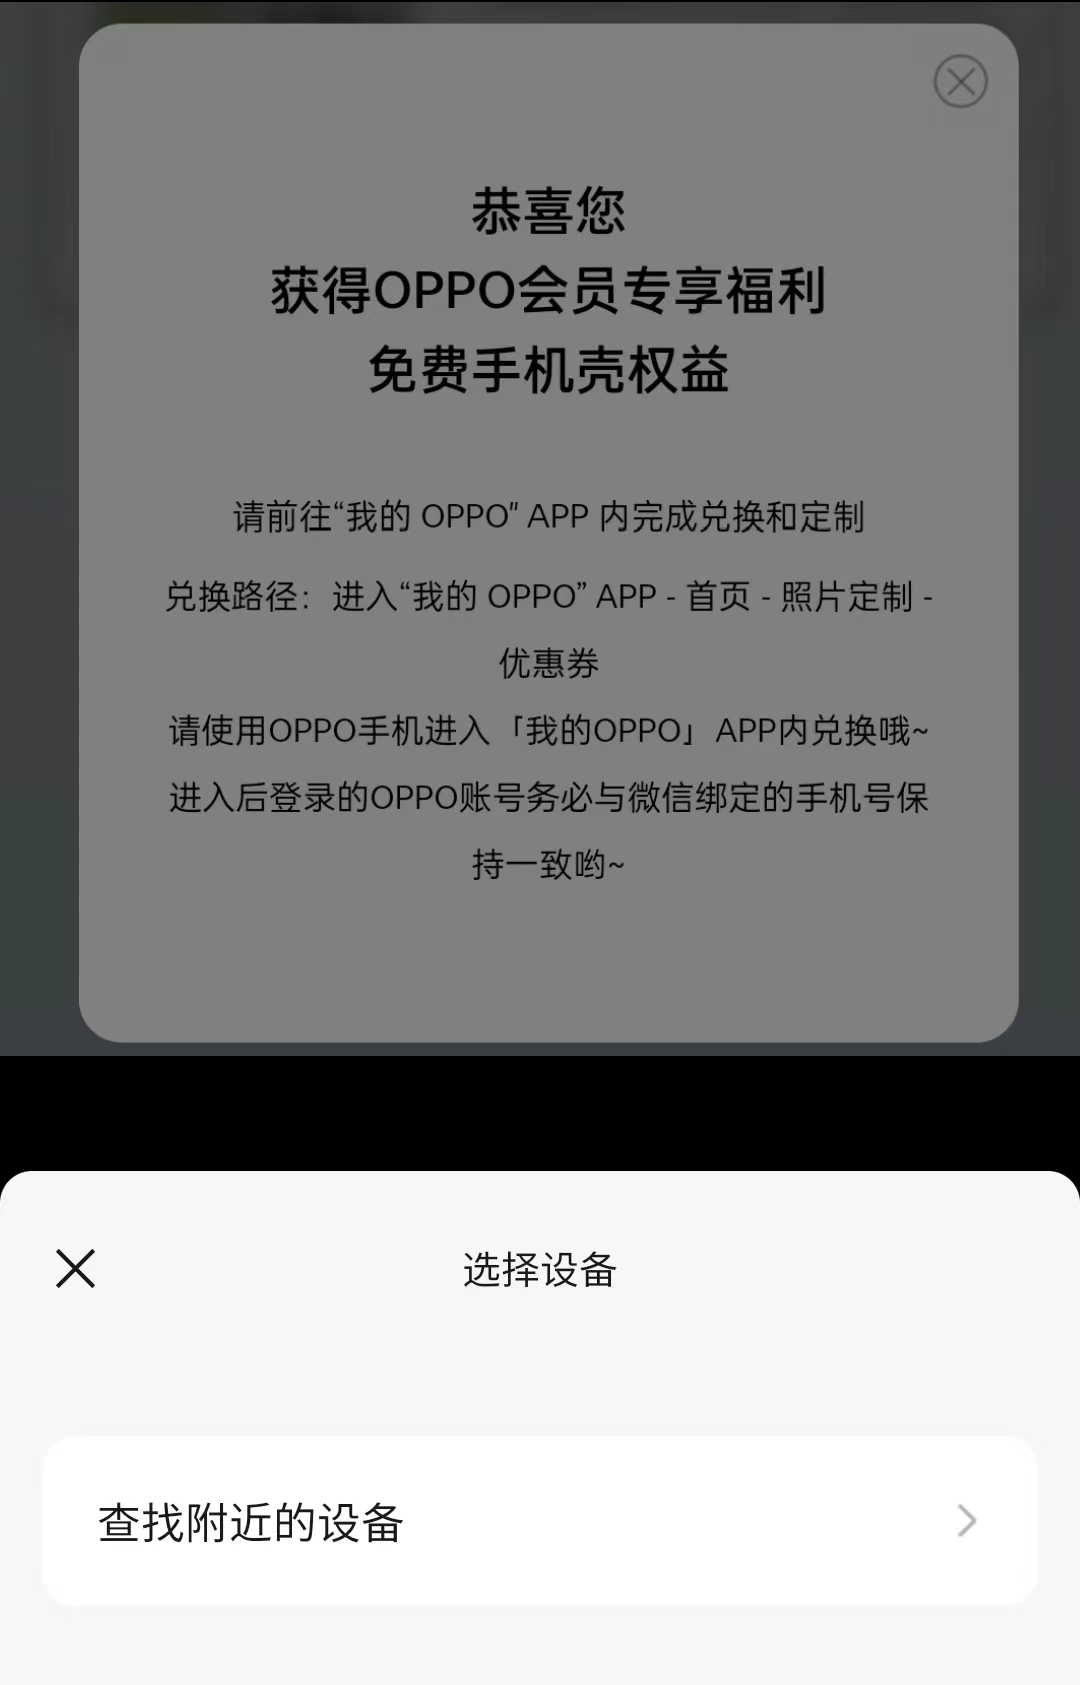 恭喜您
获得OPPO会员专享福利
免费手机壳权益
请前往“我的 OPPO" APP 内完成兑换和定制
兑换路径：进入“我的 OPPO” APP - 首页 - 照片定制 -
优惠券
请使用OPPO手机进入「我的OPPO」APP内兑换哦~
进入后登录的OPPO账号务必与微信绑定的手机号保
持一致哟~
选择设备
查找附近的设备